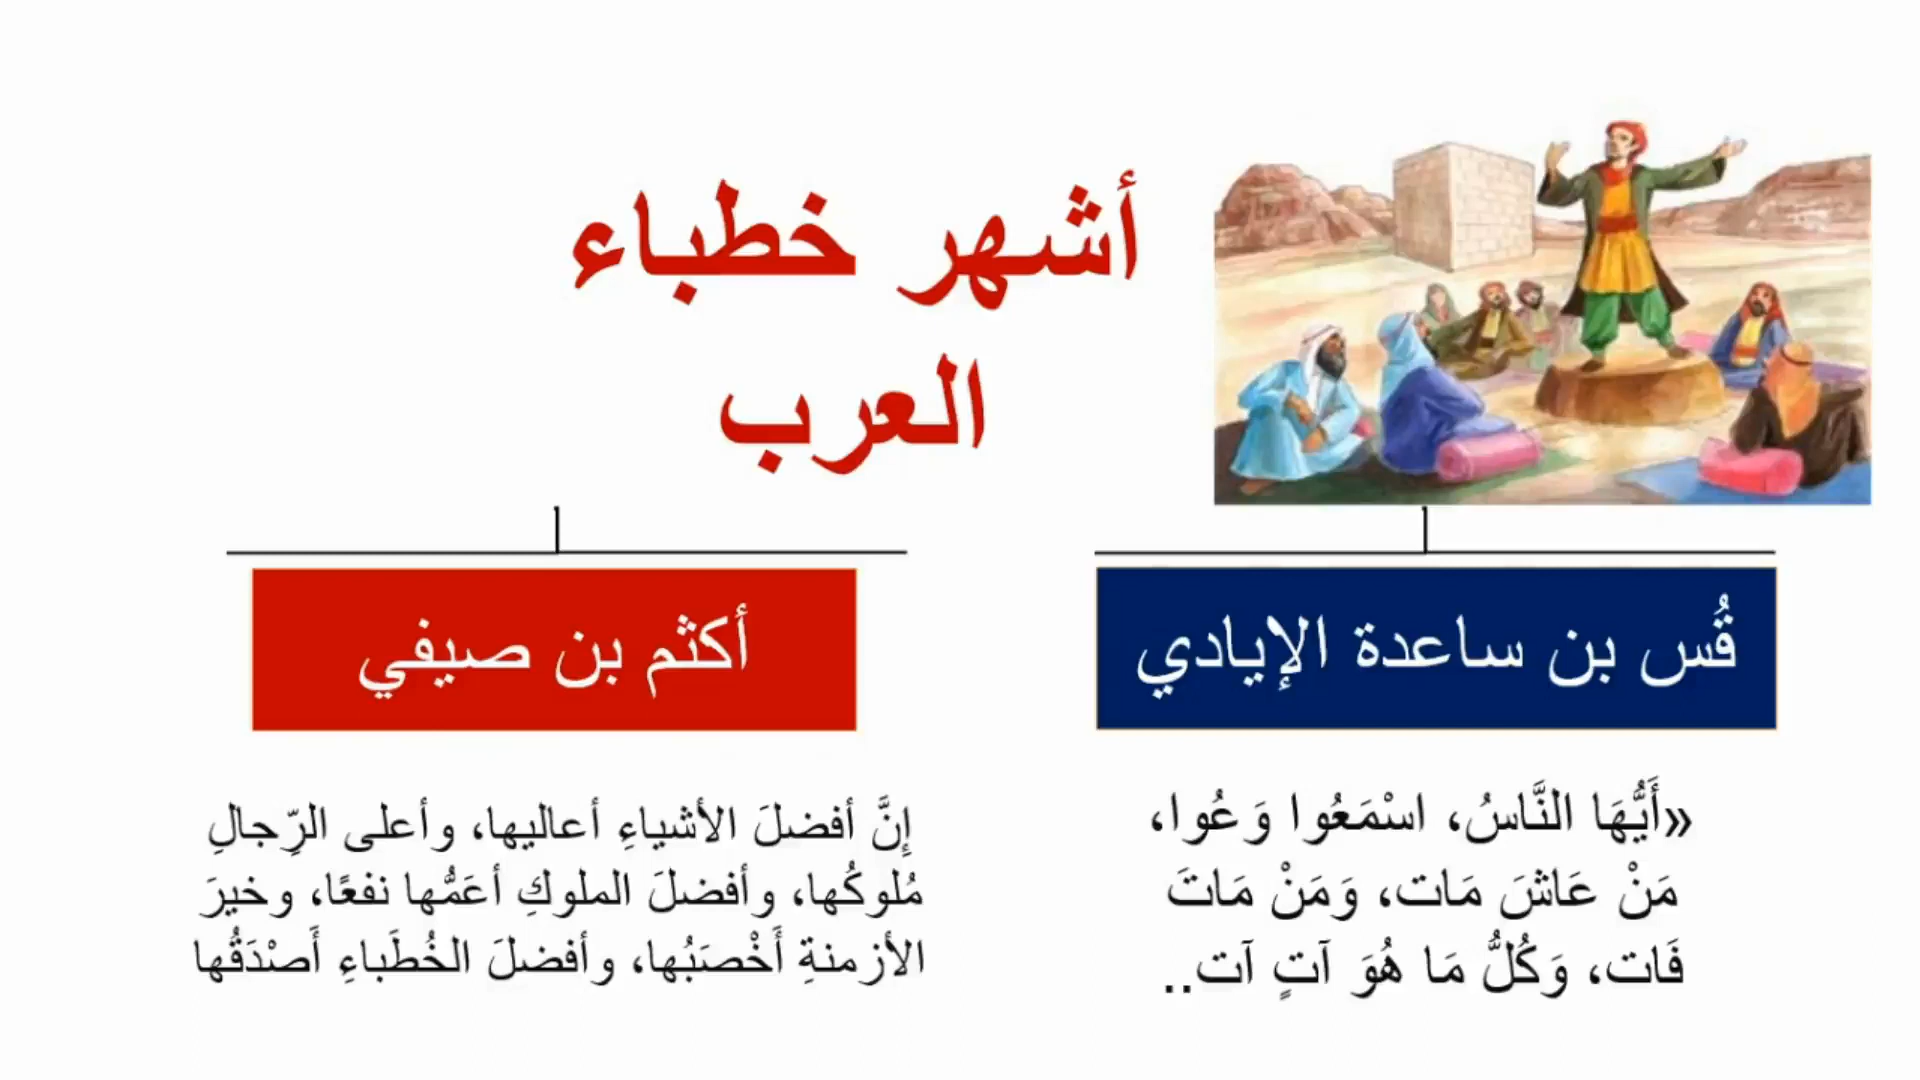 أشهر خطباء
العرب
قُس بن ساعدة الإيادي
«أَيُّهَا النَّاسُ، اسْمَعُوا وَعُوا،
مَنْ عَاشَ مَات، وَمَنْ مَاتَ
فَات، وَكُلُّ مَا هُوَ آتٍ آت..
أكثم بن صيفي
إِنَّ أفضلَ الأشياءِ أعاليها، وأعلى الرِّجالِ
مُلوكُها، وأفضلَ الملوكِ أعَمُّها نفعًا، وخيرَ
الأزمنةِ أَخْصَبُها، وأفضلَ الخُطَباءِ أَصْدَقُها